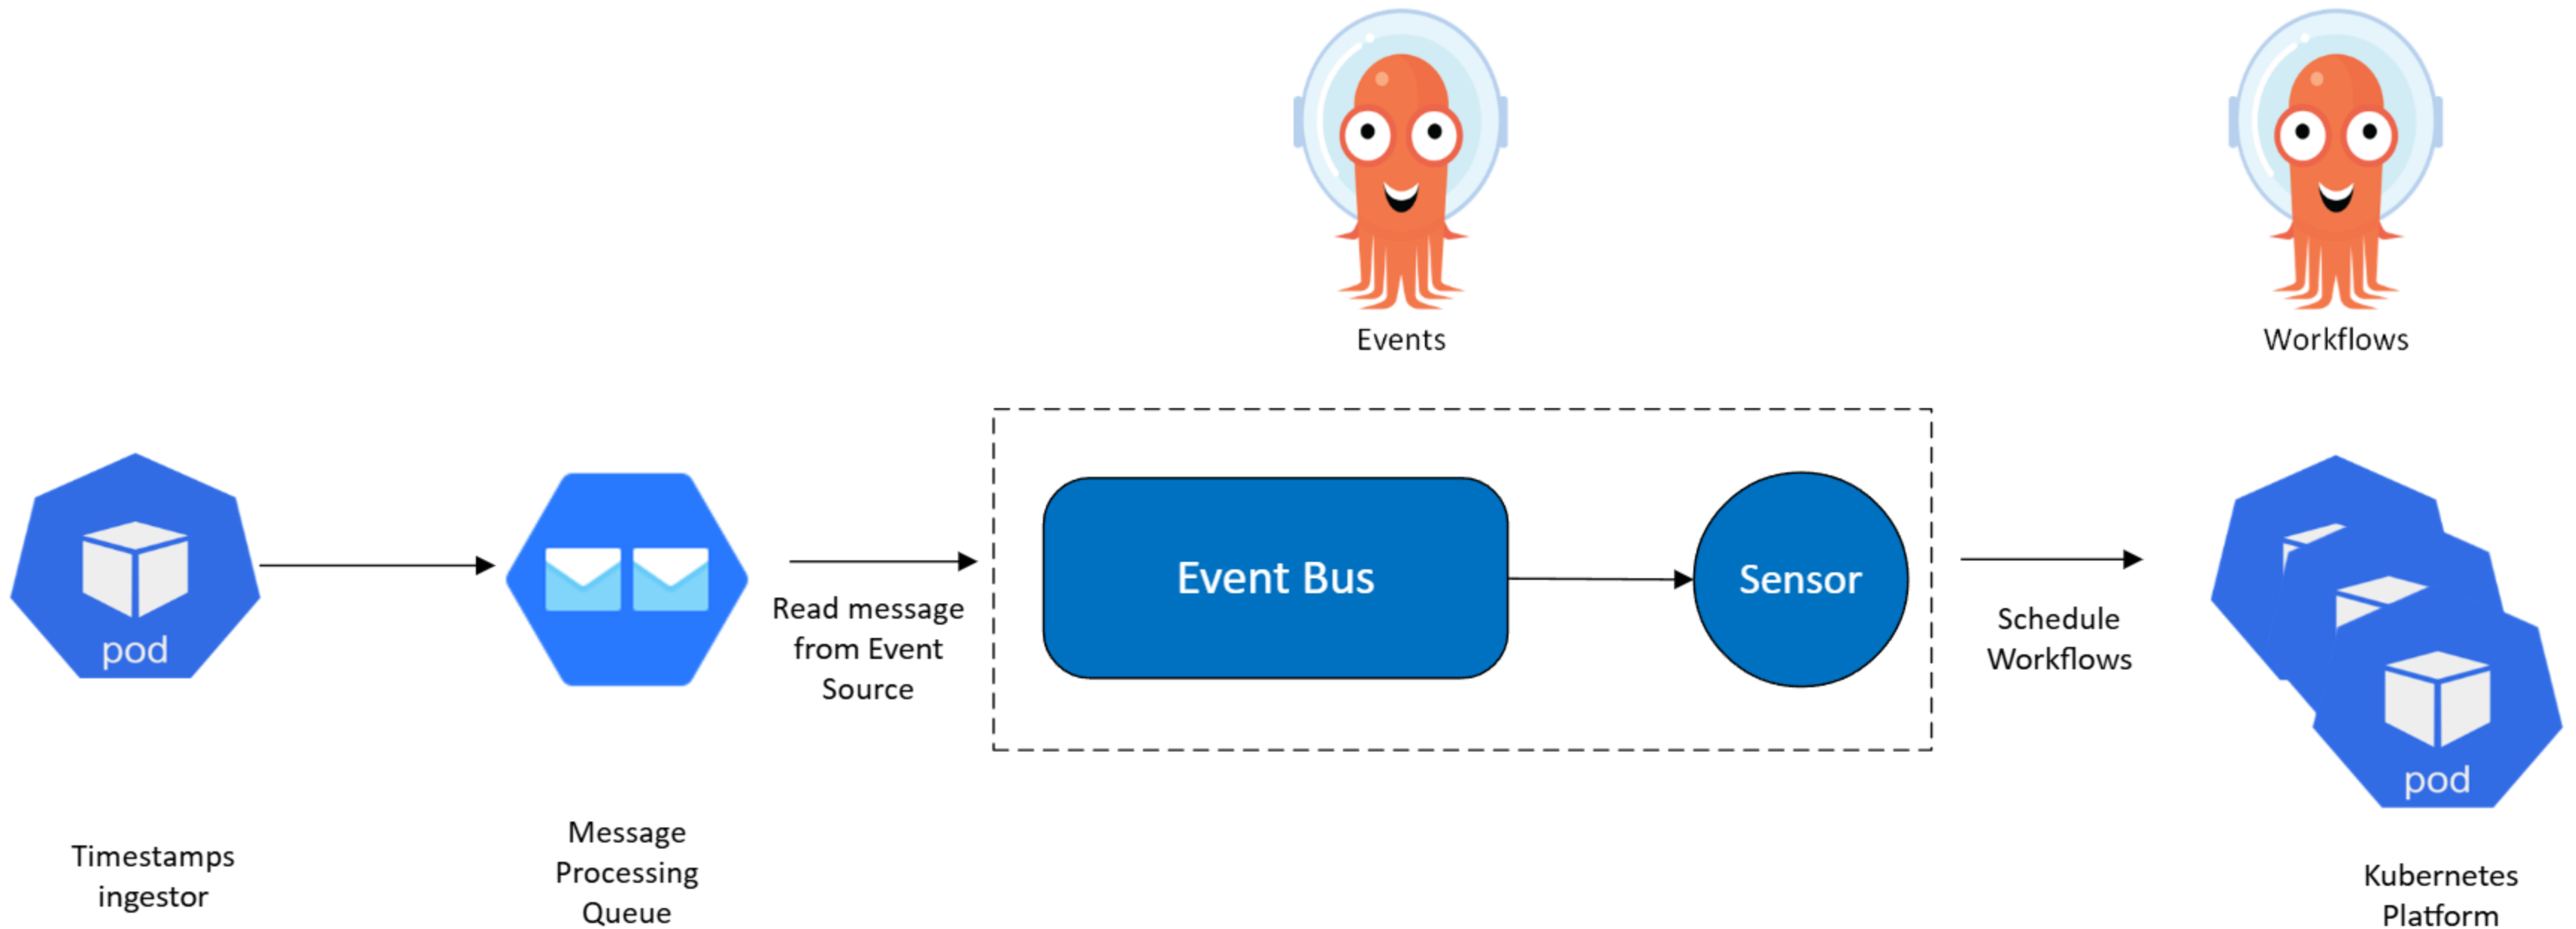 Events
Workflows
pod
Read message
from Event
Source
Event Bus
Sensor
Schedule
Workflows
pod
Timestamps
ingestor
Message
Processing
Queue
Kubernetes
Platform